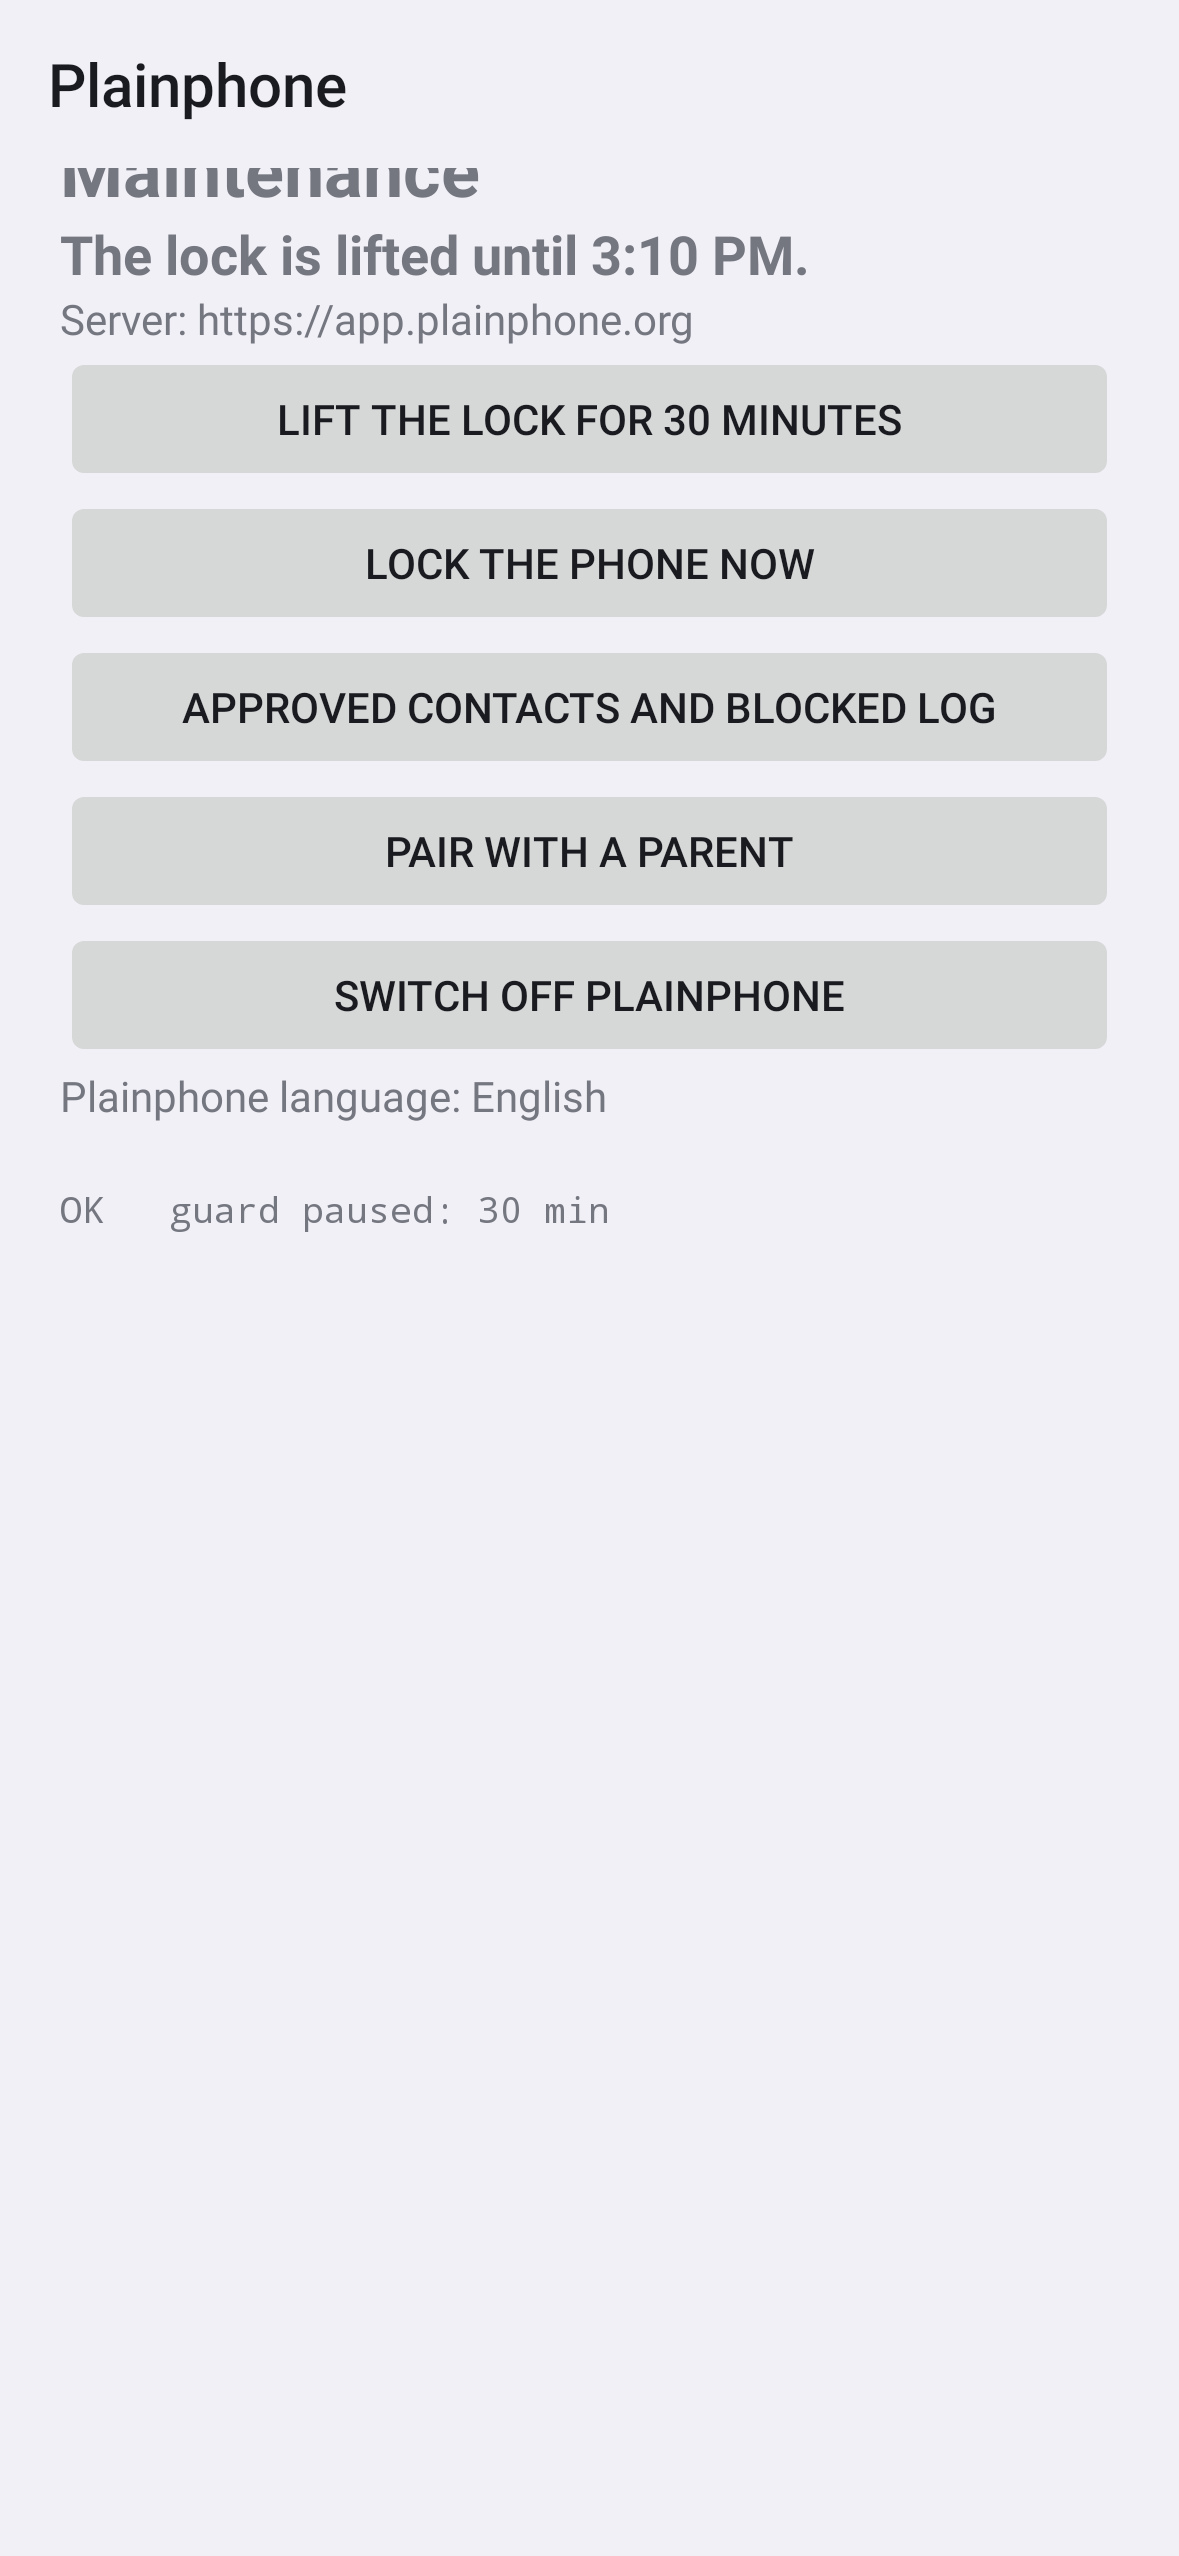 Plainphone
Maintenance
The lock is lifted until 3:10 PM.
Server: https://app.plainphone.org
LIFT THE LOCK FOR 30 MINUTES
LOCK THE PHONE NOW
APPROVED CONTACTS AND BLOCKED LOG
PAIR WITH A PARENT
SWITCH OFF PLAINPHONE
Plainphone language: English
OK guard paused: 30 min